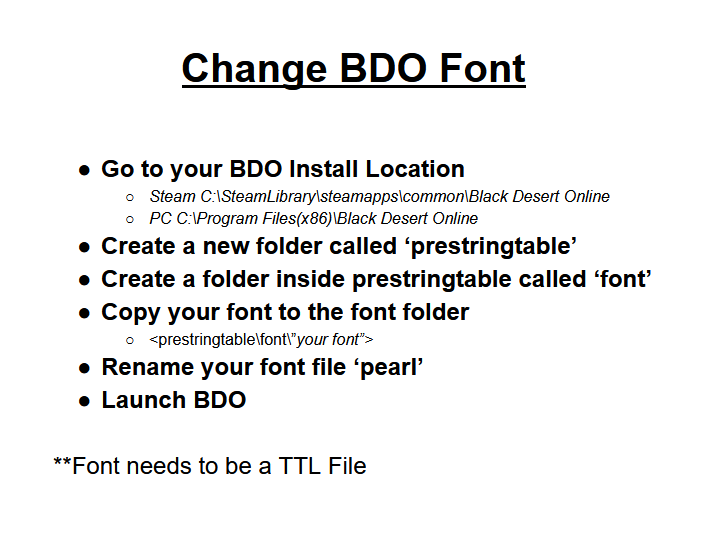 Change BDO Font
● Go to your BDO Install Location
○ Steam C:\SteamLibrary\steamapps\common\Black Desert Online
○ PC C:\Program Files(x86)\Black Desert Online
● Create a new folder called ‘prestringtable’
● Create a folder inside prestringtable called ‘font’
● Copy your font to the font folder
○ <prestringtable\font\”your font”>
● Rename your font file ‘pearl’
● Launch BDO
**Font needs to be a TTL File